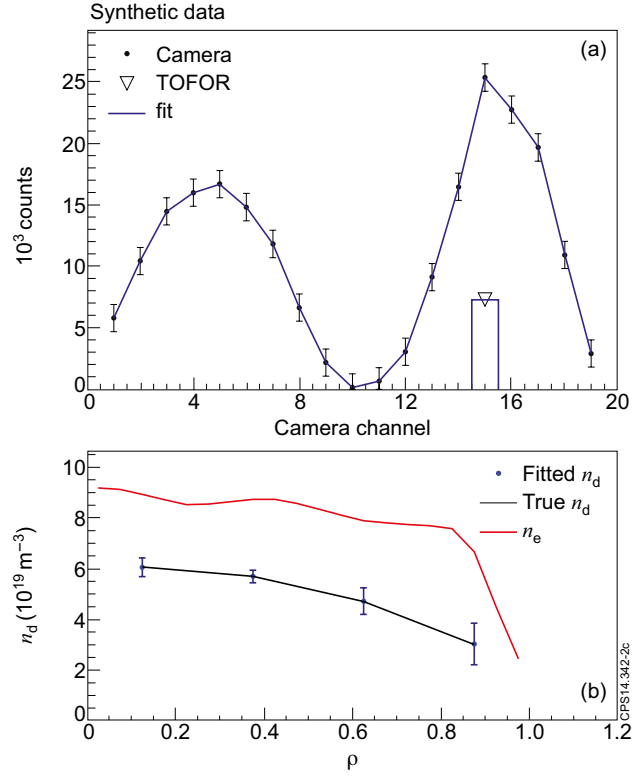 Synthetic data
(a)
Camera
TOFOR
fit
25
20
15
10
5
0
10³ counts
0 4 8 12 16 20
Camera channel
10
8
6
4
2
0
n_d (10¹⁹ m⁻³)
Fitted n_d
True n_d
n_e
(b)
0 0.2 0.4 0.6 0.8 1.0 1.2
ρ
CPS14.342-2c